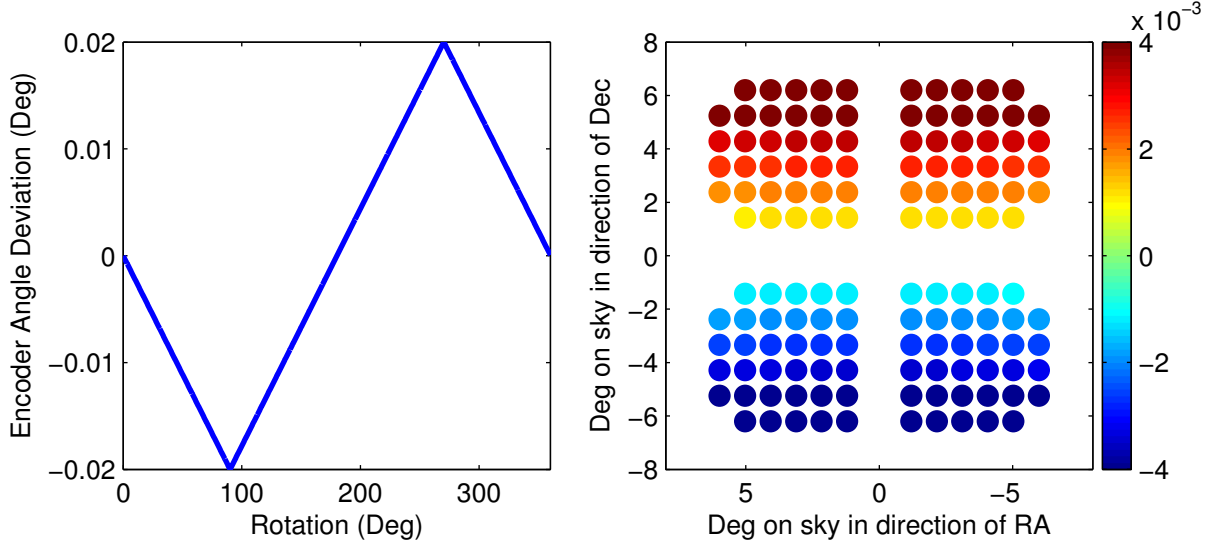 Encoder Angle Deviation (Deg)
0.02
0.01
0
−0.01
−0.02
0 100 200 300
Rotation (Deg)
Deg on sky in direction of Dec
8
6
4
2
0
−2
−4
−6
−8
5 0 −5
Deg on sky in direction of RA
x 10⁻³
4
2
0
−2
−4